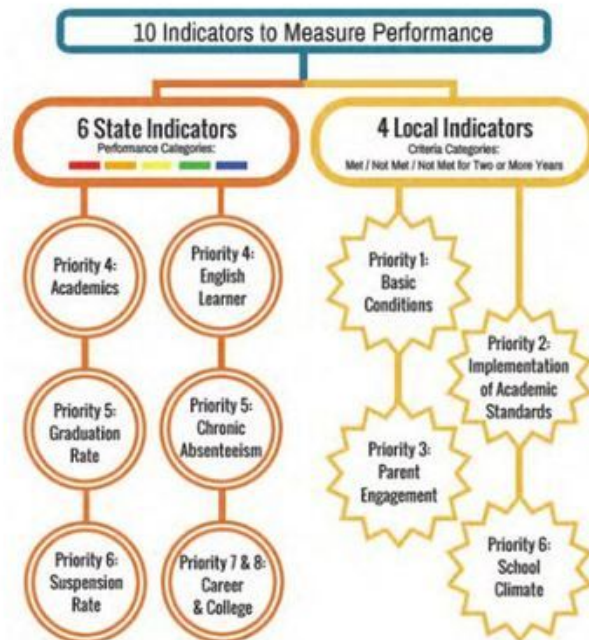 10 Indicators to Measure Performance
6 State Indicators
Performance Categories:
4 Local Indicators
Criteria Categories:
Met / Not Met / Not Met for Two or More Years
Priority 4:
Academics
Priority 4:
English
Learner
Priority 5:
Graduation
Rate
Priority 5:
Chronic
Absenteeism
Priority 6:
Suspension
Rate
Priority 7 & 8:
Career
& College
Priority 1:
Basic
Conditions
Priority 2:
Implementation
of Academic
Standards
Priority 3:
Parent
Engagement
Priority 6:
School
Climate